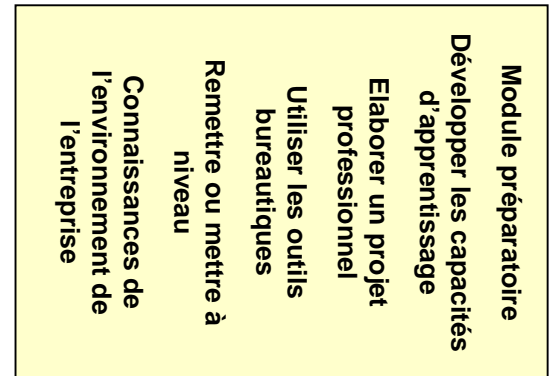 Module préparatoire
Développer les capacités
d'apprentissage
Elaborer un projet
professionnel
Utiliser les outils
bureautiques
Remettre ou mettre à
niveau
Connaissances de
l'environnement de
l'entreprise